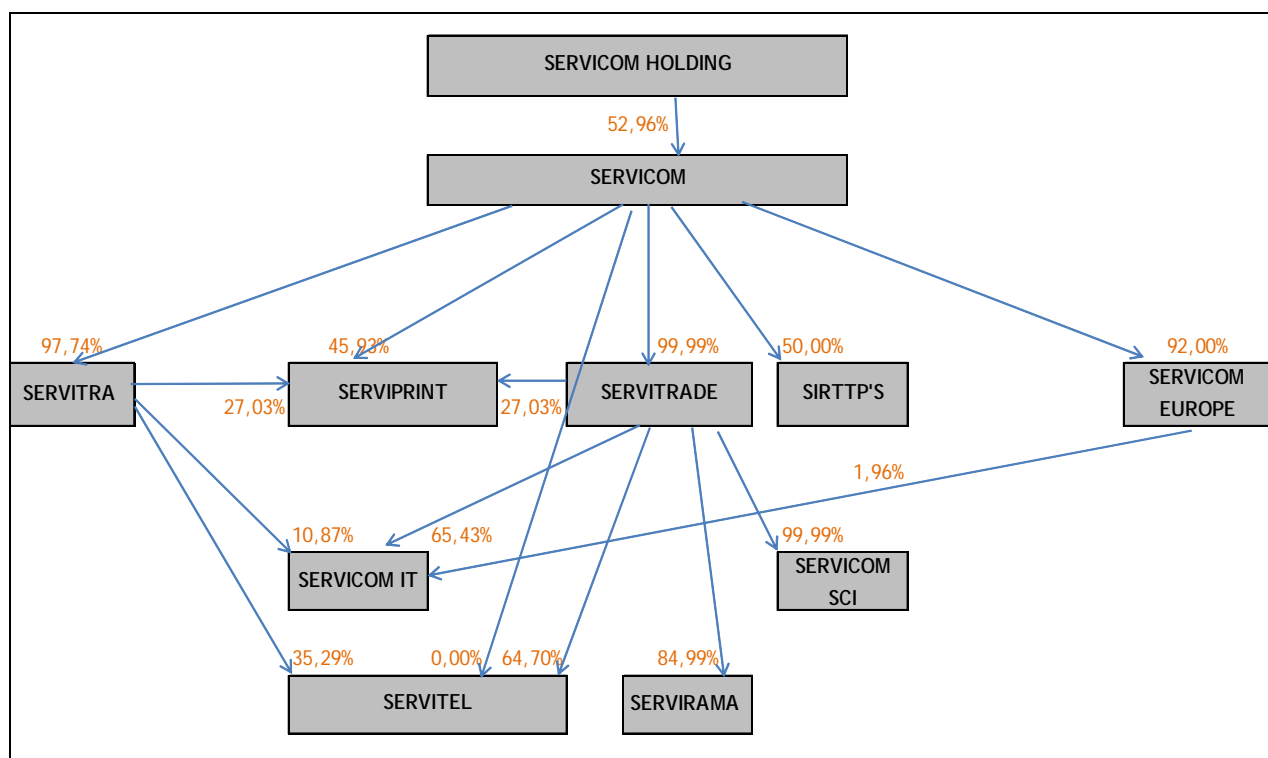 SERVICOM HOLDING
52,96%
SERVICOM
97,74%
45,93%
99,99%
50,00%
92,00%
SERVITRA
SERVIPRINT
SERVITRADE
SIRTTP'S
SERVICOM
EUROPE
27,03%
27,03%
1,96%
10,87%
65,43%
99,99%
SERVICOM IT
SERVICOM
SCI
35,29%
0,00%
64,70%
84,99%
SERVITEL
SERVIRAMA